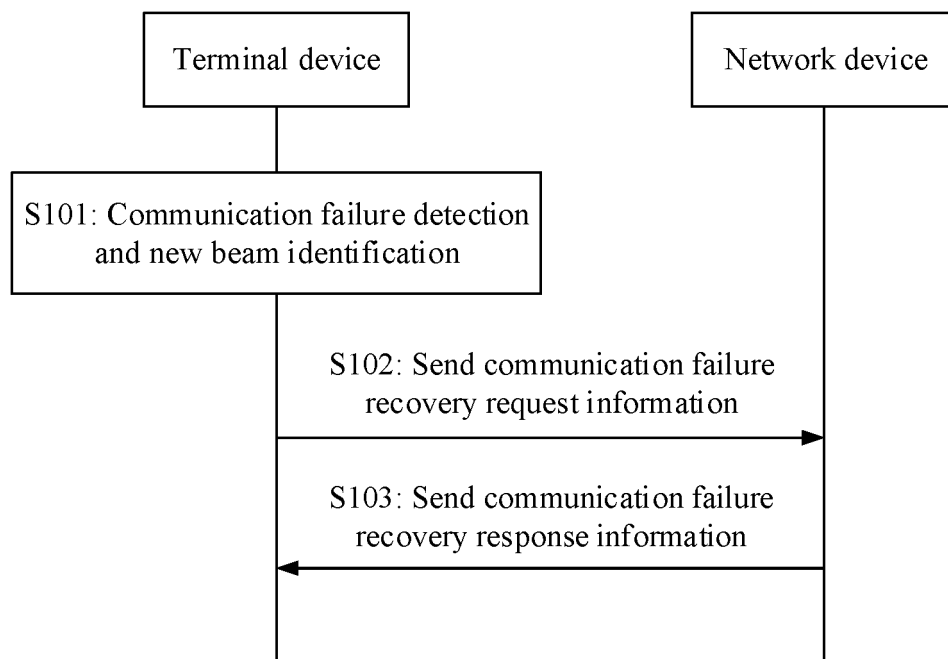 Terminal device
Network device
S101: Communication failure detection
and new beam identification
S102: Send communication failure
recovery request information
S103: Send communication failure
recovery response information